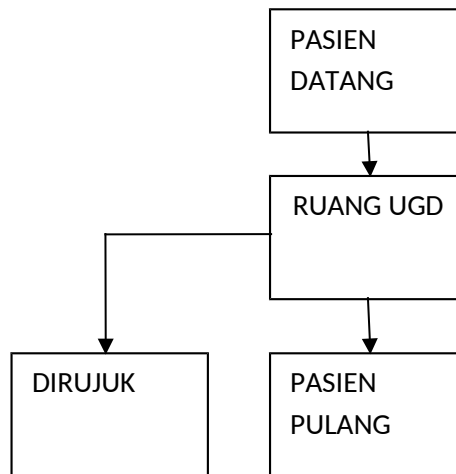 PASIEN
DATANG
RUANG UGD
DIRUJUK
PASIEN
PULANG